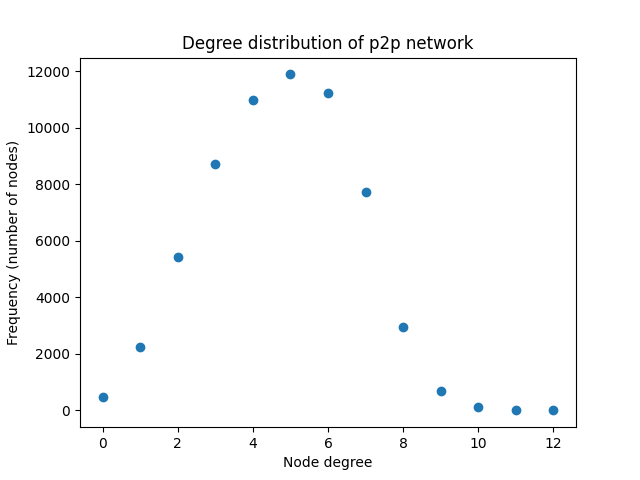 Degree distribution of p2p network
12000
10000
8000
6000
4000
2000
0
Frequency (number of nodes)
0 2 4 6 8 10 12
Node degree